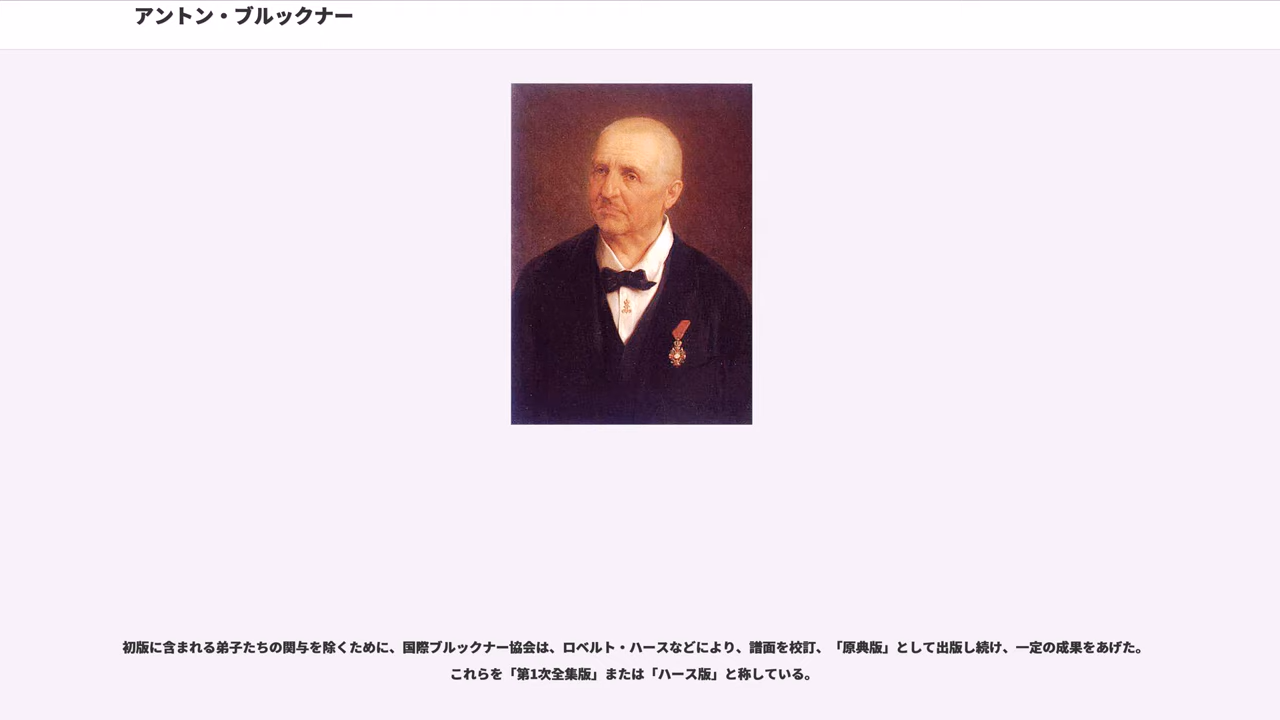 アントン・ブルックナー
初版に含まれる弟子たちの関与を除くために、国際ブルックナー協会は、ロベルト・ハースなどにより、譜面を校訂、「原典版」として出版し続け、一定の成果をあげた。
これらを「第1次全集版」または「ハース版」と称している。